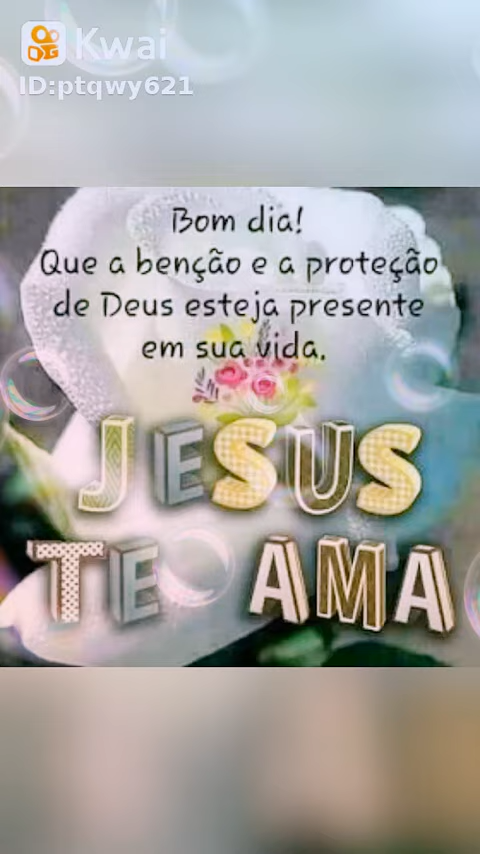 Kwai
ID:ptqwy621
Bom dia!
Que a benção e a proteção
de Deus esteja presente
em sua vida.
JESUS
TE AMA